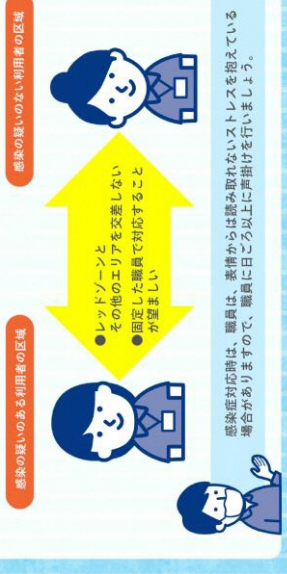 感染の疑いのある利用者の区域
感染の疑いのない利用者の区域
●レッドゾーンと
その他のエリアを交差しない
●固定した職員で対応すること
が望ましい
感染症対応時は、職員は、表情からは読み取れないストレスを抱えている
場合がありますので、職員に日ごろ以上に声掛けを行いましょう。